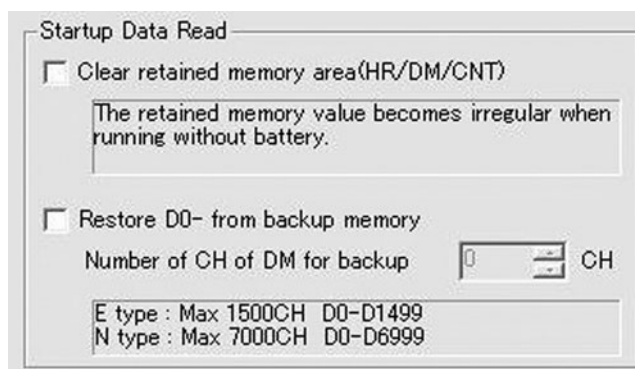 Startup Data Read
Clear retained memory area(HR/DM/CNT)
The retained memory value becomes irregular when
running without battery.
Restore D0- from backup memory
Number of CH of DM for backup 0 CH
E type : Max 1500CH D0-D1499
N type : Max 7000CH D0-D6999